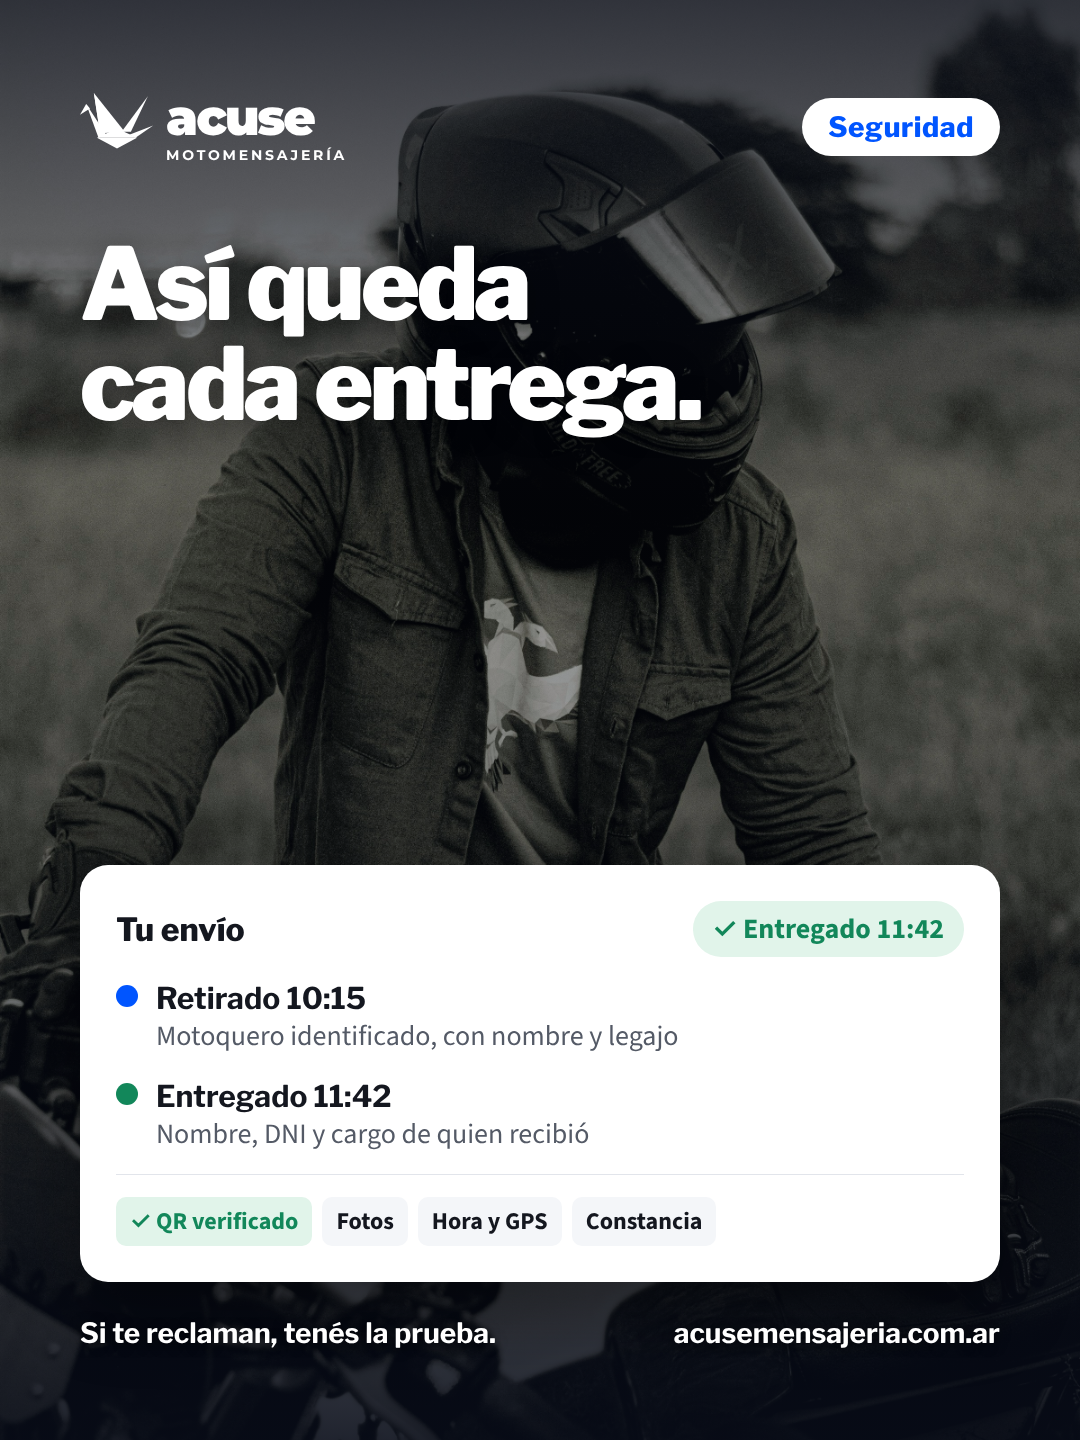 acuse
MOTOMENSAJERÍA
Seguridad
Así queda
cada entrega.
Tu envío
✓ Entregado 11:42
Retirado 10:15
Motoquero identificado, con nombre y legajo
Entregado 11:42
Nombre, DNI y cargo de quien recibió
✓ QR verificado
Fotos
Hora y GPS
Constancia
Si te reclaman, tenés la prueba.
acusemensajeria.com.ar